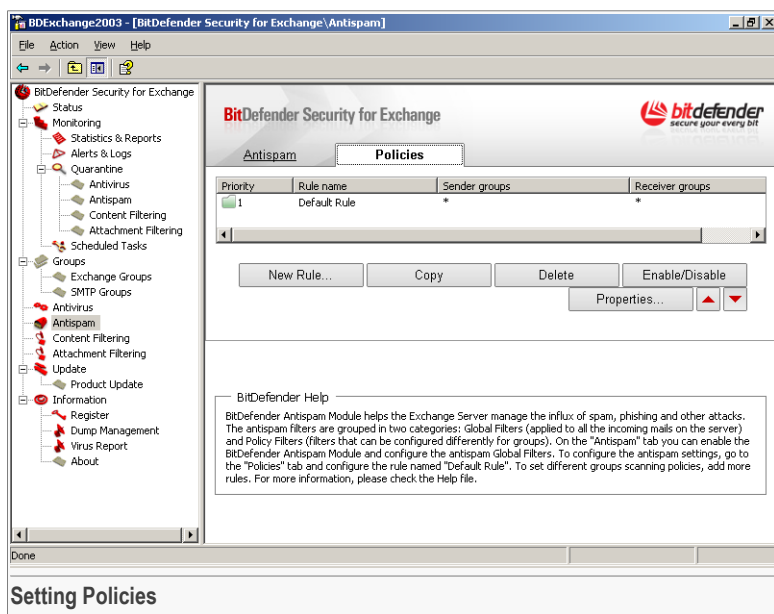 BDExchange2003 - [BitDefender Security for Exchange\Antispam]
File Action View Help
BitDefender Security for Exchange
Status
Monitoring
Statistics & Reports
Alerts & Logs
Quarantine
Antivirus
Antispam
Content Filtering
Attachment Filtering
Scheduled Tasks
Groups
Exchange Groups
SMTP Groups
Antivirus
Antispam
Content Filtering
Attachment Filtering
Update
Product Update
Information
Register
Dump Management
Virus Report
About
BitDefender Security for Exchange
bitdefender
secure your every bit
Antispam Policies
Priority Rule name Sender groups Receiver groups
1 Default Rule * *
New Rule... Copy Delete Enable/Disable
Properties...
BitDefender Help
BitDefender Antispam Module helps the Exchange Server manage the influx of spam, phishing and other attacks.
The antispam filters are grouped in two categories: Global Filters (applied to all the incoming mails on the server)
and Policy Filters (filters that can be configured differently for groups). On the "Antispam" tab you can enable the
BitDefender Antispam Module and configure the antispam Global Filters. To configure the antispam settings, go to
the "Policies" tab and configure the rule named "Default Rule". To set different groups scanning policies, add more
rules. For more information, please check the Help file.
Done
Setting Policies